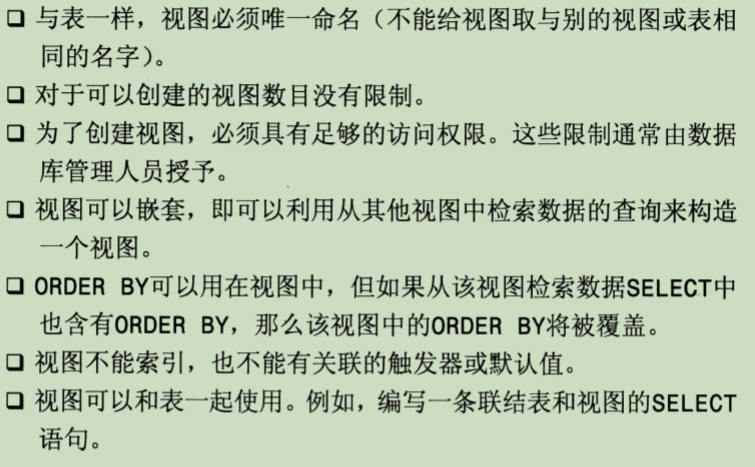 ❑ 与表一样，视图必须唯一命名（不能给视图取与别的视图或表相
同的名字）。
❑ 对于可以创建的视图数目没有限制。
❑ 为了创建视图，必须具有足够的访问权限。这些限制通常由数据
库管理人员授予。
❑ 视图可以嵌套，即可以利用从其他视图中检索数据的查询来构造
一个视图。
❑ ORDER BY可以用在视图中，但如果从该视图检索数据SELECT中
也含有ORDER BY，那么该视图中的ORDER BY将被覆盖。
❑ 视图不能索引，也不能有关联的触发器或默认值。
❑ 视图可以和表一起使用。例如，编写一条联结表和视图的SELECT
语句。